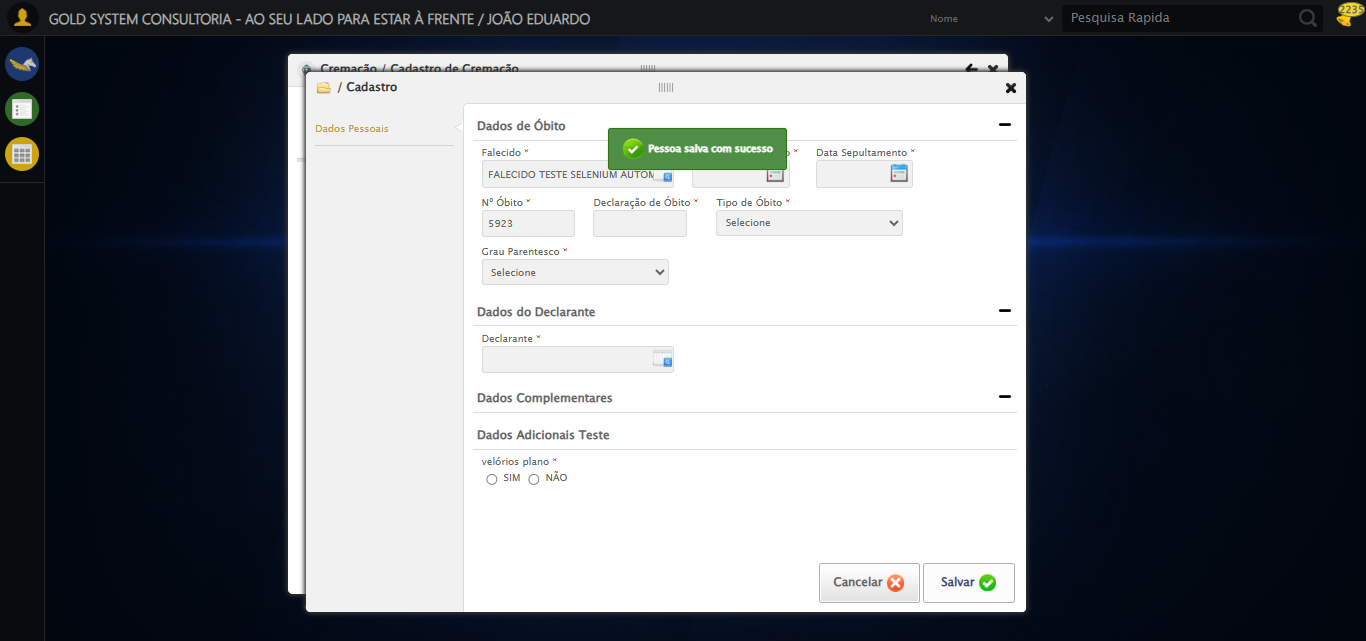 GOLD SYSTEM CONSULTORIA - AO SEU LADO PARA ESTAR À FRENTE / JOÃO EDUARDO
Nome
Pesquisa Rapida
2235
Cremação / Cadastro de Cremação
/ Cadastro
Dados Pessoais
Dados de Óbito
Pessoa salva com sucesso
Falecido *
o *
Data Sepultamento *
FALECIDO TESTE SELENIUM AUTOM
Nº Óbito *
Declaração de Óbito *
Tipo de Óbito *
5923
Selecione
Grau Parentesco *
Selecione
Dados do Declarante
Declarante *
Dados Complementares
Dados Adicionais Teste
velórios plano *
SIM
NÃO
Cancelar
Salvar